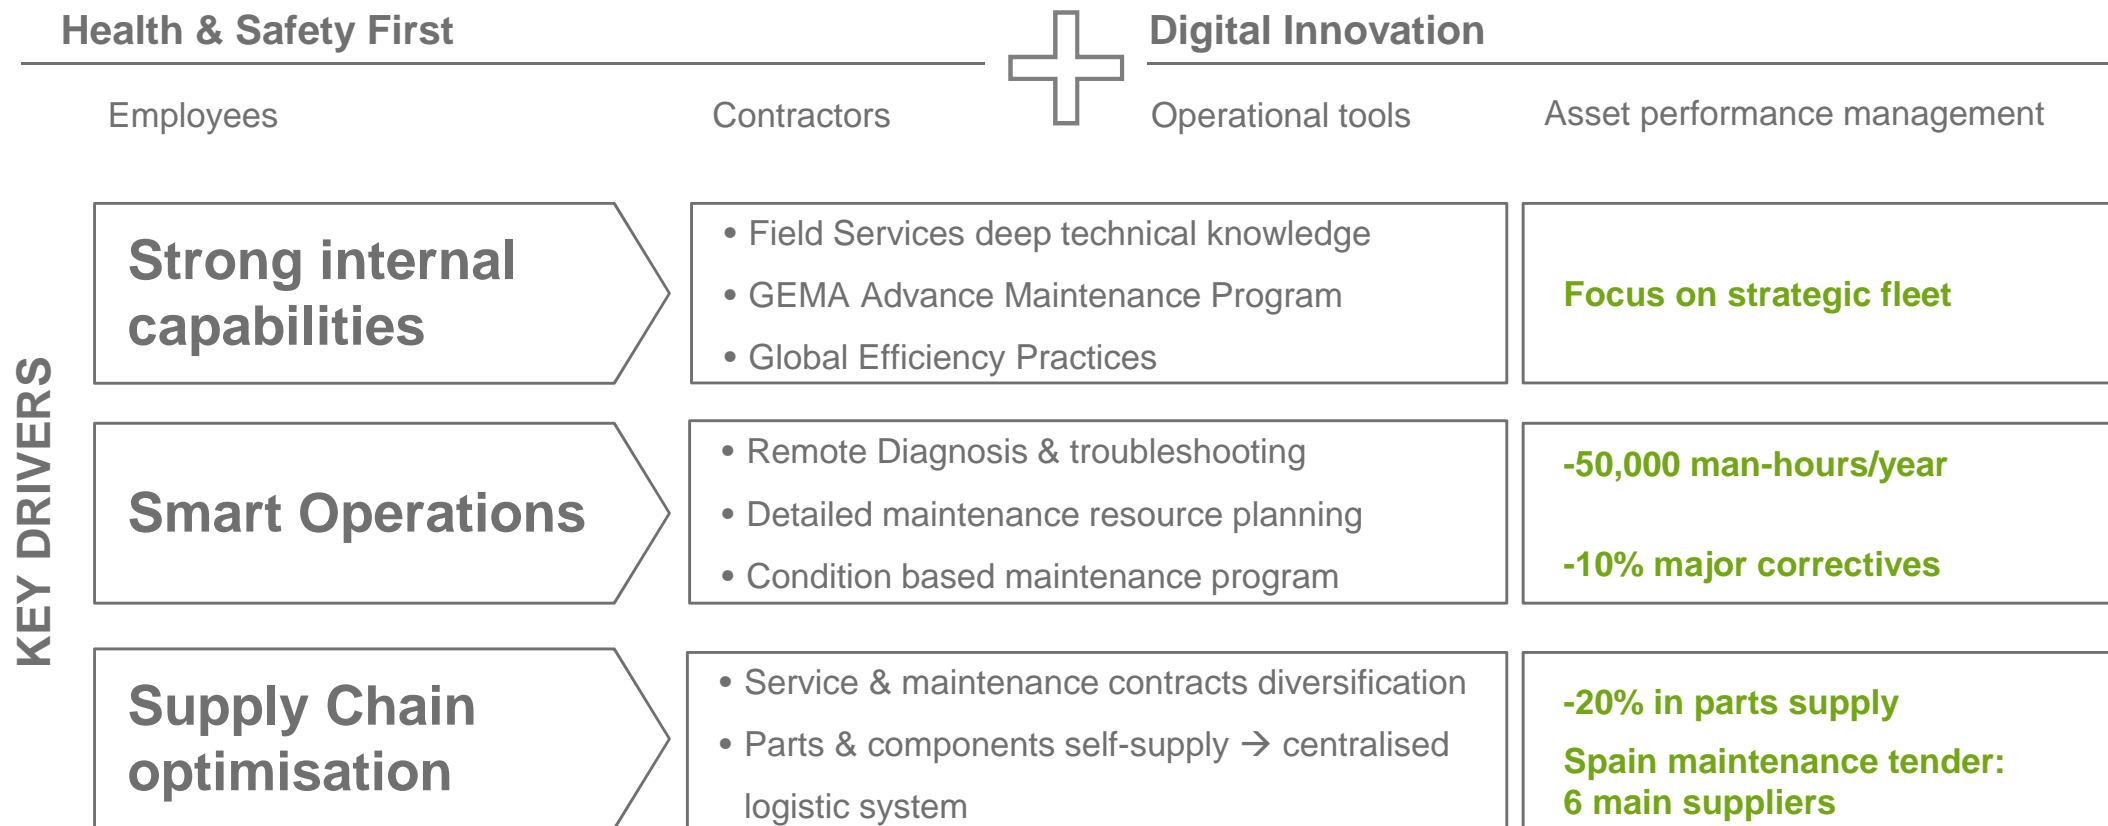 Health & Safety First
Digital Innovation
Employees
Contractors
Operational tools
Asset performance management
KEY DRIVERS
Strong internal
capabilities
• Field Services deep technical knowledge
• GEMA Advance Maintenance Program
• Global Efficiency Practices
Focus on strategic fleet
Smart Operations
• Remote Diagnosis & troubleshooting
• Detailed maintenance resource planning
• Condition based maintenance program
-50,000 man-hours/year
-10% major correctives
Supply Chain
optimisation
• Service & maintenance contracts diversification
• Parts & components self-supply → centralised
logistic system
-20% in parts supply
Spain maintenance tender:
6 main suppliers